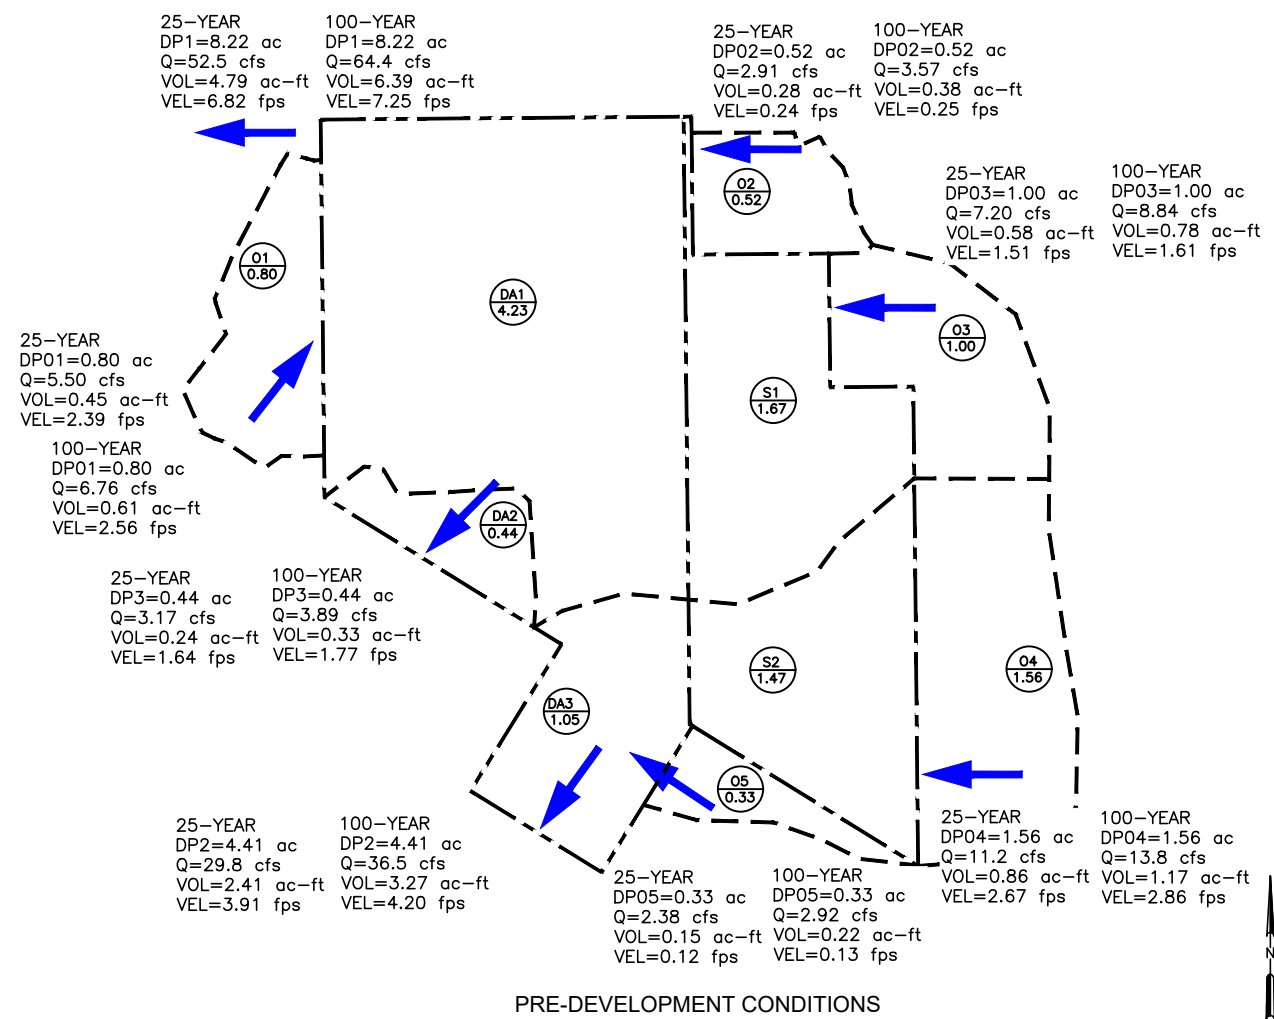 25-YEAR
DP1=8.22 ac
Q=52.5 cfs
VOL=4.79 ac-ft
VEL=6.82 fps
100-YEAR
DP1=8.22 ac
Q=64.4 cfs
VOL=6.39 ac-ft
VEL=7.25 fps
25-YEAR
DP02=0.52 ac
Q=2.91 cfs
VOL=0.28 ac-ft
VEL=0.24 fps
100-YEAR
DP02=0.52 ac
Q=3.57 cfs
VOL=0.38 ac-ft
VEL=0.25 fps
25-YEAR
DP03=1.00 ac
Q=7.20 cfs
VOL=0.58 ac-ft
VEL=1.51 fps
100-YEAR
DP03=1.00 ac
Q=8.84 cfs
VOL=0.78 ac-ft
VEL=1.61 fps
O2
0.52
O1
0.80
DA1
4.23
O3
1.00
25-YEAR
DP01=0.80 ac
Q=5.50 cfs
VOL=0.45 ac-ft
VEL=2.39 fps
S1
1.67
100-YEAR
DP01=0.80 ac
Q=6.76 cfs
VOL=0.61 ac-ft
VEL=2.56 fps
DA2
0.44
25-YEAR
DP3=0.44 ac
Q=3.17 cfs
VOL=0.24 ac-ft
VEL=1.64 fps
100-YEAR
DP3=0.44 ac
Q=3.89 cfs
VOL=0.33 ac-ft
VEL=1.77 fps
S2
1.47
O4
1.56
DA3
1.05
O5
0.33
25-YEAR
DP2=4.41 ac
Q=29.8 cfs
VOL=2.41 ac-ft
VEL=3.91 fps
100-YEAR
DP2=4.41 ac
Q=36.5 cfs
VOL=3.27 ac-ft
VEL=4.20 fps
25-YEAR
DP04=1.56 ac
Q=11.2 cfs
VOL=0.86 ac-ft
VEL=2.67 fps
100-YEAR
DP04=1.56 ac
Q=13.8 cfs
VOL=1.17 ac-ft
VEL=2.86 fps
25-YEAR
DP05=0.33 ac
Q=2.38 cfs
VOL=0.15 ac-ft
VEL=0.12 fps
100-YEAR
DP05=0.33 ac
Q=2.92 cfs
VOL=0.22 ac-ft
VEL=0.13 fps
N
PRE-DEVELOPMENT CONDITIONS